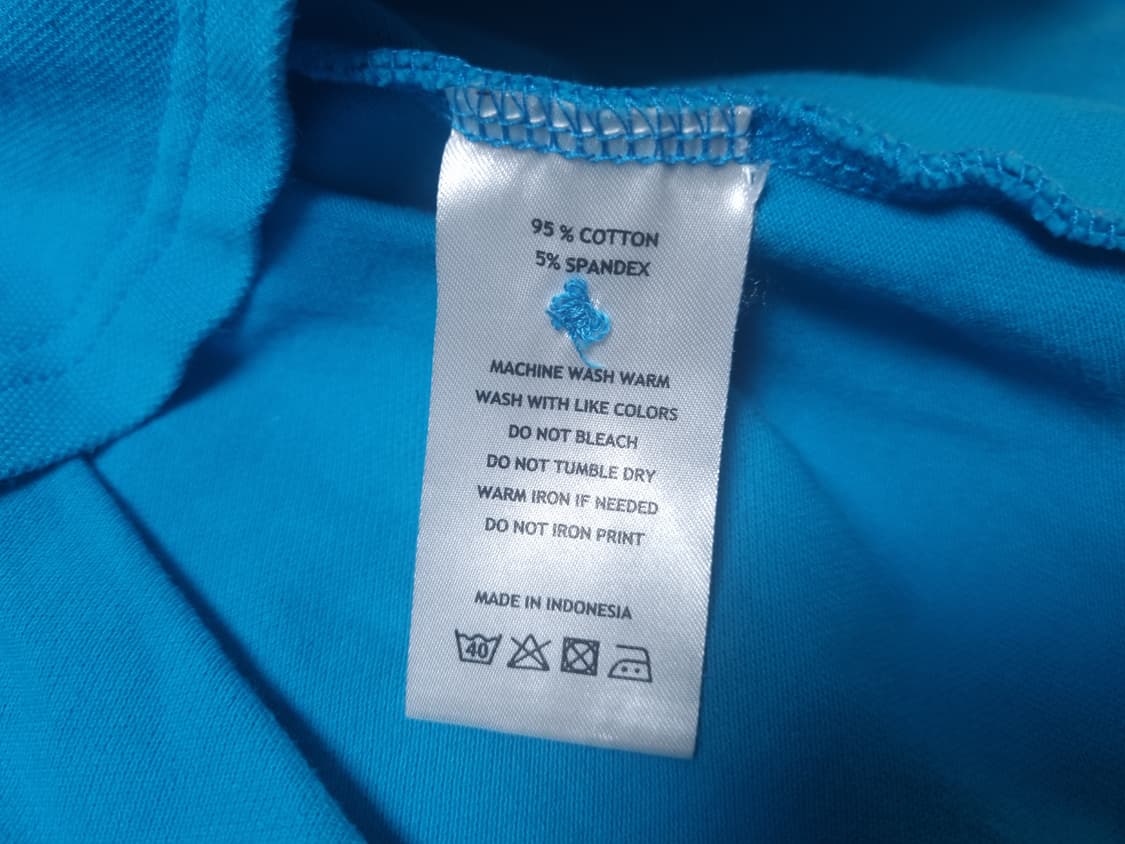 95 % COTTON
5% SPANDEX
MACHINE WASH WARM
WASH WITH LIKE COLORS
DO NOT BLEACH
DO NOT TUMBLE DRY
WARM IRON IF NEEDED
DO NOT IRON PRINT
MADE IN INDONESIA
40